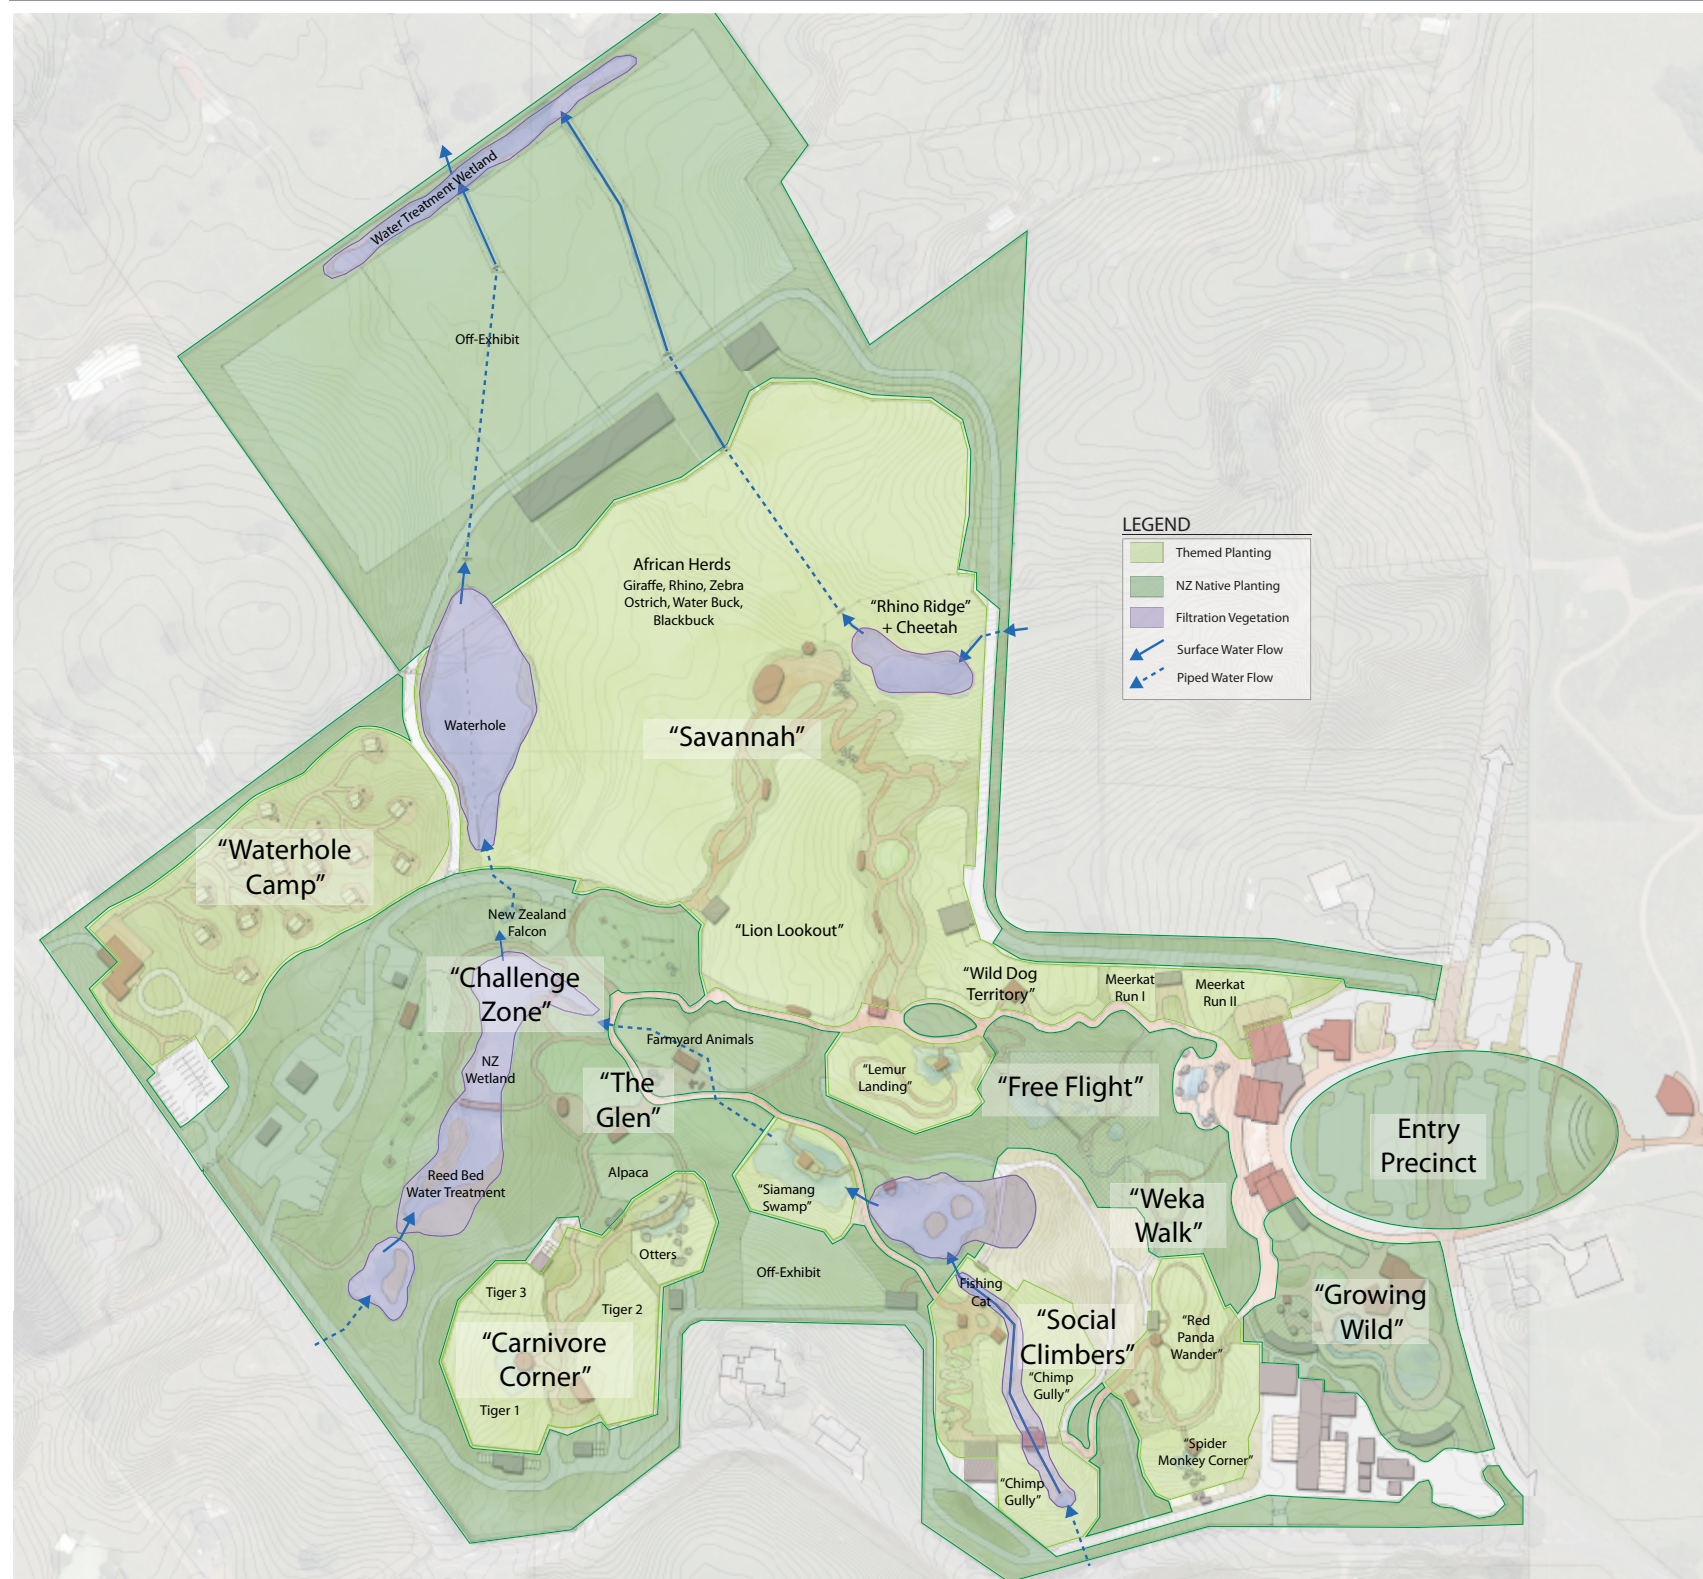 Water Treatment Wetland
Off-Exhibit
African Herds
Giraffe, Rhino, Zebra
Ostrich, Water Buck,
Blackbuck
“Rhino Ridge”
+ Cheetah
LEGEND
Themed Planting
NZ Native Planting
Filtration Vegetation
Surface Water Flow
Piped Water Flow
Waterhole
“Savannah”
“Waterhole
Camp”
New Zealand
Falcon
“Lion Lookout”
“Challenge
Zone”
“Wild Dog
Territory”
Meerkat
Run I
Meerkat
Run II
Farmyard Animals
NZ
Wetland
“The
Glen”
“Lemur
Landing”
“Free Flight”
Entry
Precinct
Reed Bed
Water Treatment
Alpaca
“Siamang
Swamp”
“Weka
Walk”
Otters
Off-Exhibit
Tiger 3
Tiger 2
Fishing
Cat
“Carnivore
Corner”
Tiger 1
“Social
Climbers”
“Chimp
Gully”
“Red
Panda
Wander”
“Growing
Wild”
“Spider
Monkey Corner”
“Chimp
Gully”